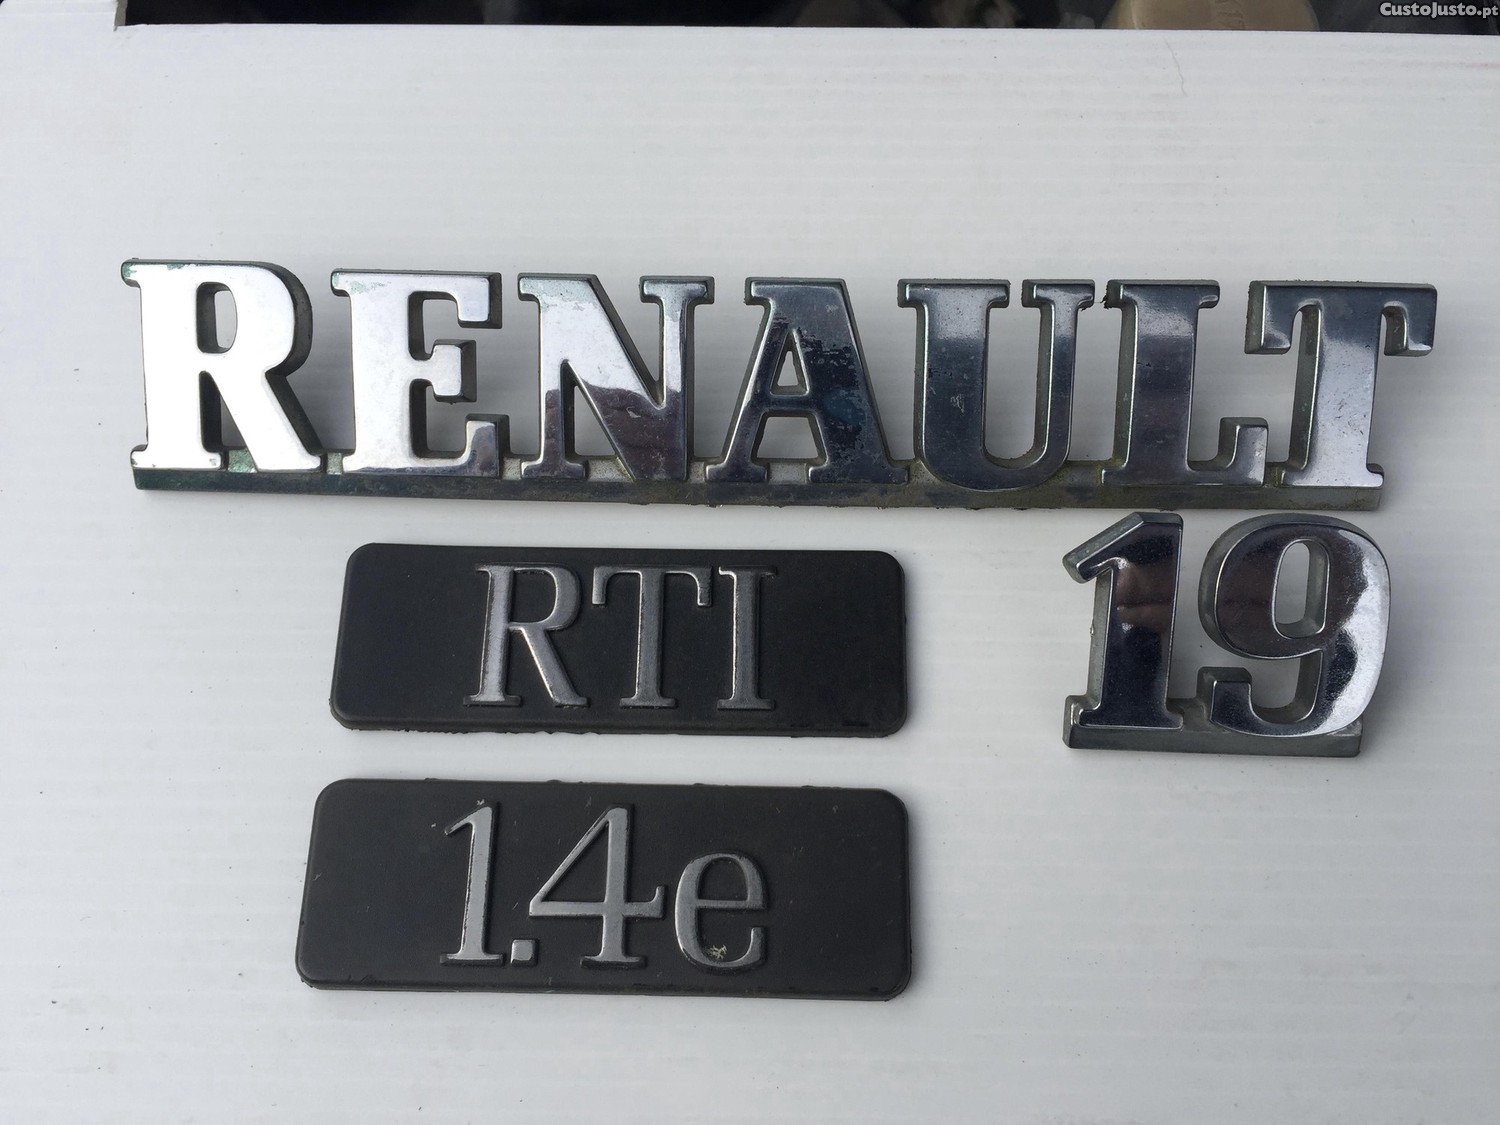 CustoJusto.pt
RENAULT
19
RTI
1.4e